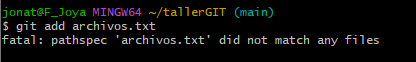 jonat@F_Joya MINGW64 ~/tallerGIT (main)
$ git add archivos.txt
fatal: pathspec 'archivos.txt' did not match any files